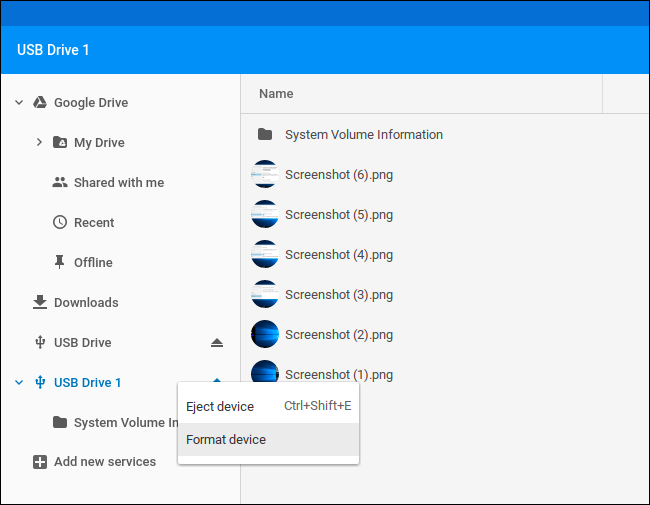 USB Drive 1
Google Drive
My Drive
Shared with me
Recent
Offline
Downloads
USB Drive
USB Drive 1
System Volume In
Add new services
Name
System Volume Information
Screenshot (6).png
Screenshot (5).png
Screenshot (4).png
Screenshot (3).png
Screenshot (2).png
Screenshot (1).png
Eject device Ctrl+Shift+E
Format device